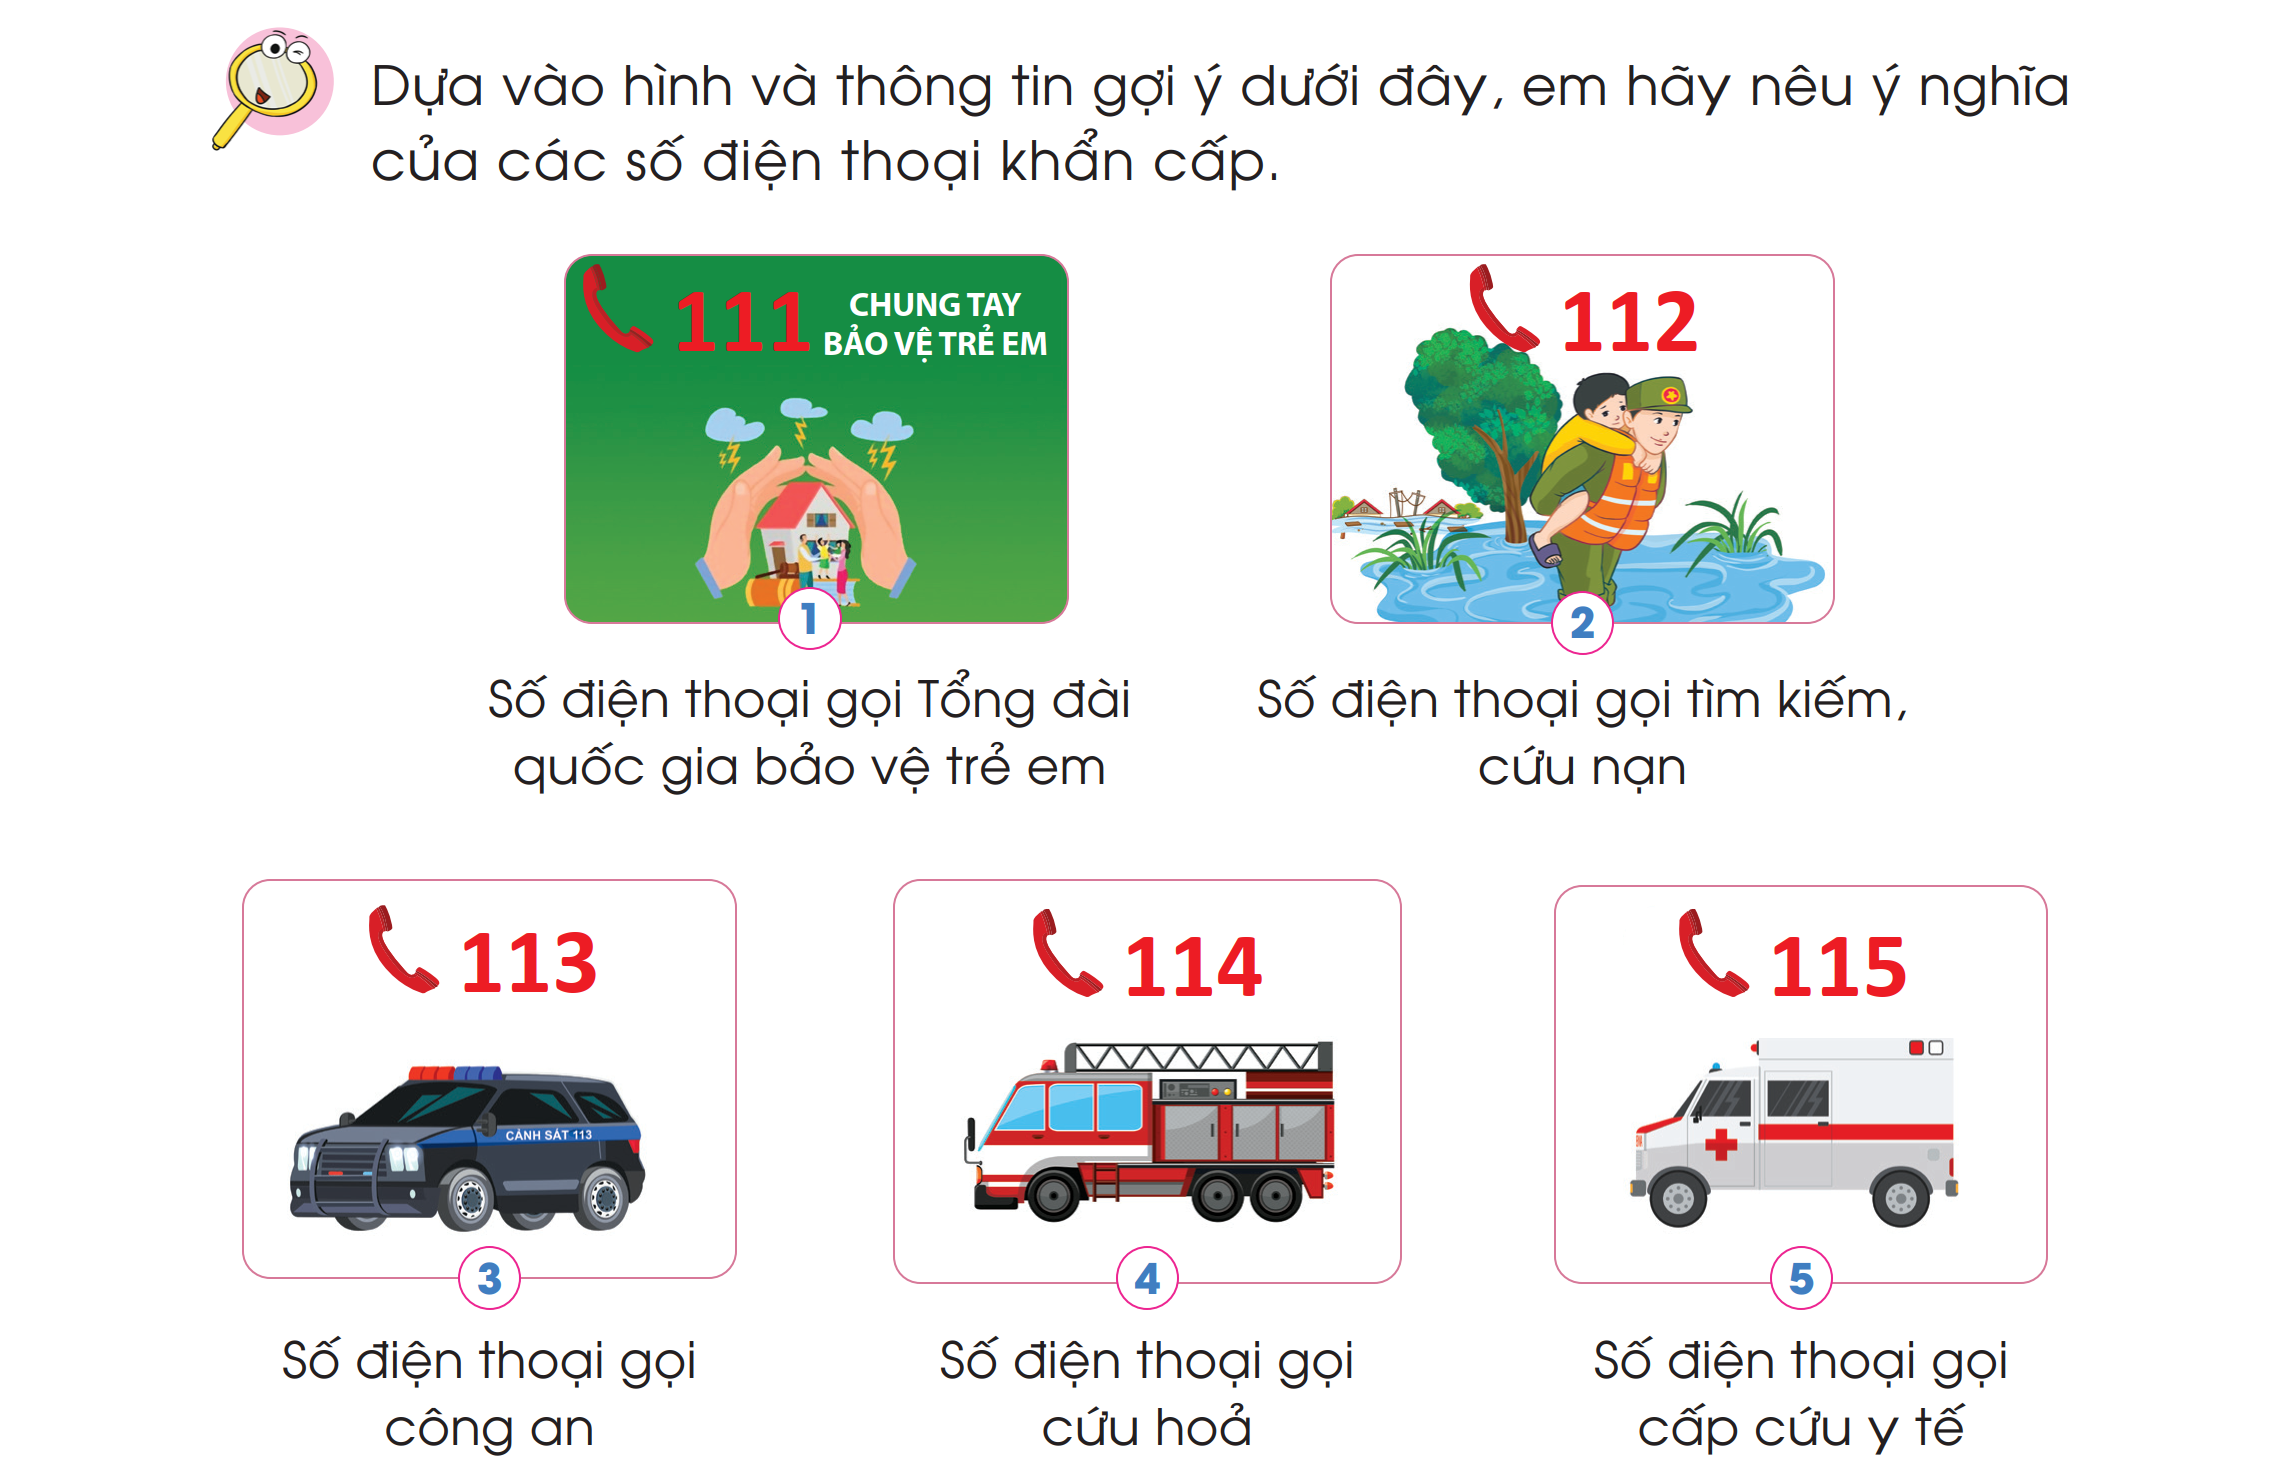 Dựa vào hình và thông tin gợi ý dưới đây, em hãy nêu ý nghĩa
của các số điện thoại khẩn cấp.
111 CHUNG TAY
BẢO VỆ TRẺ EM
1
Số điện thoại gọi Tổng đài
quốc gia bảo vệ trẻ em
112
2
Số điện thoại gọi tìm kiếm,
cứu nạn
113
CẢNH SÁT 113
3
Số điện thoại gọi
công an
114
4
Số điện thoại gọi
cứu hoả
115
5
Số điện thoại gọi
cấp cứu y tế